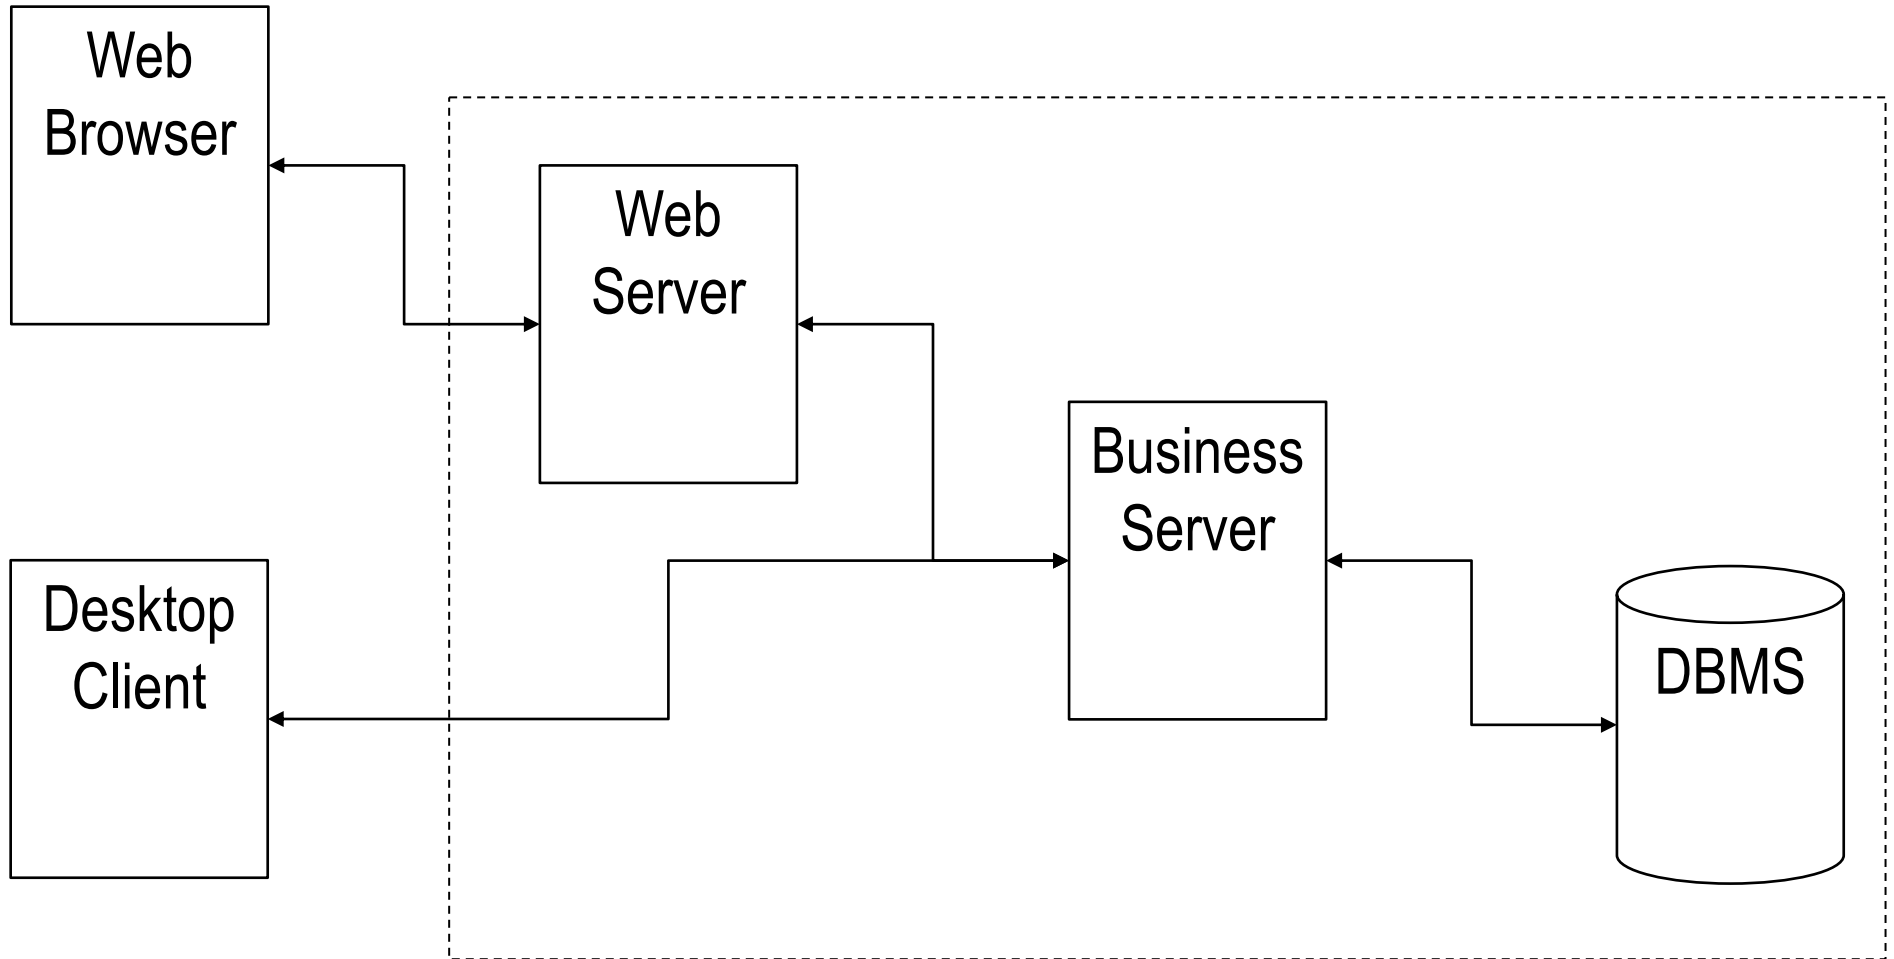 Web
Browser
Web
Server
Business
Server
Desktop
Client
DBMS